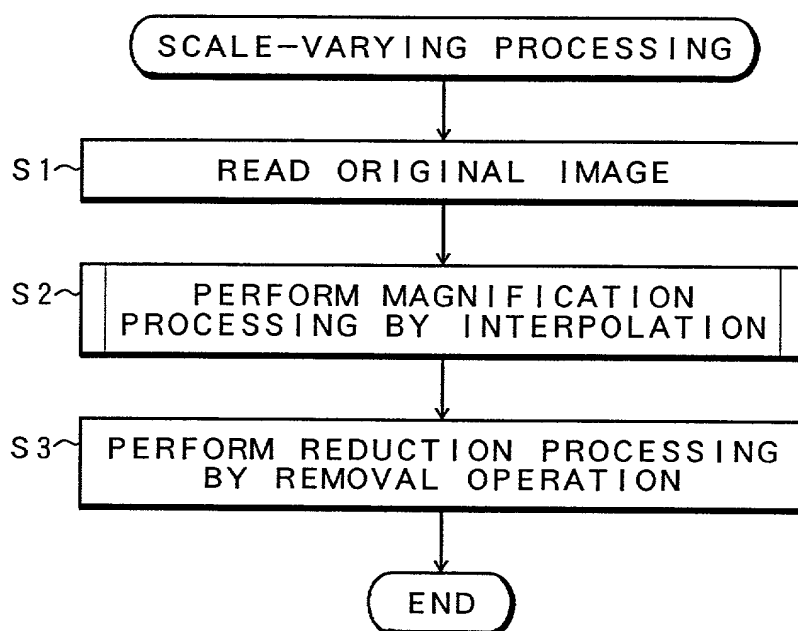 SCALE-VARYING PROCESSING
S1
READ ORIGINAL IMAGE
S2
PERFORM MAGNIFICATION
PROCESSING BY INTERPOLATION
S3
PERFORM REDUCTION PROCESSING
BY REMOVAL OPERATION
END